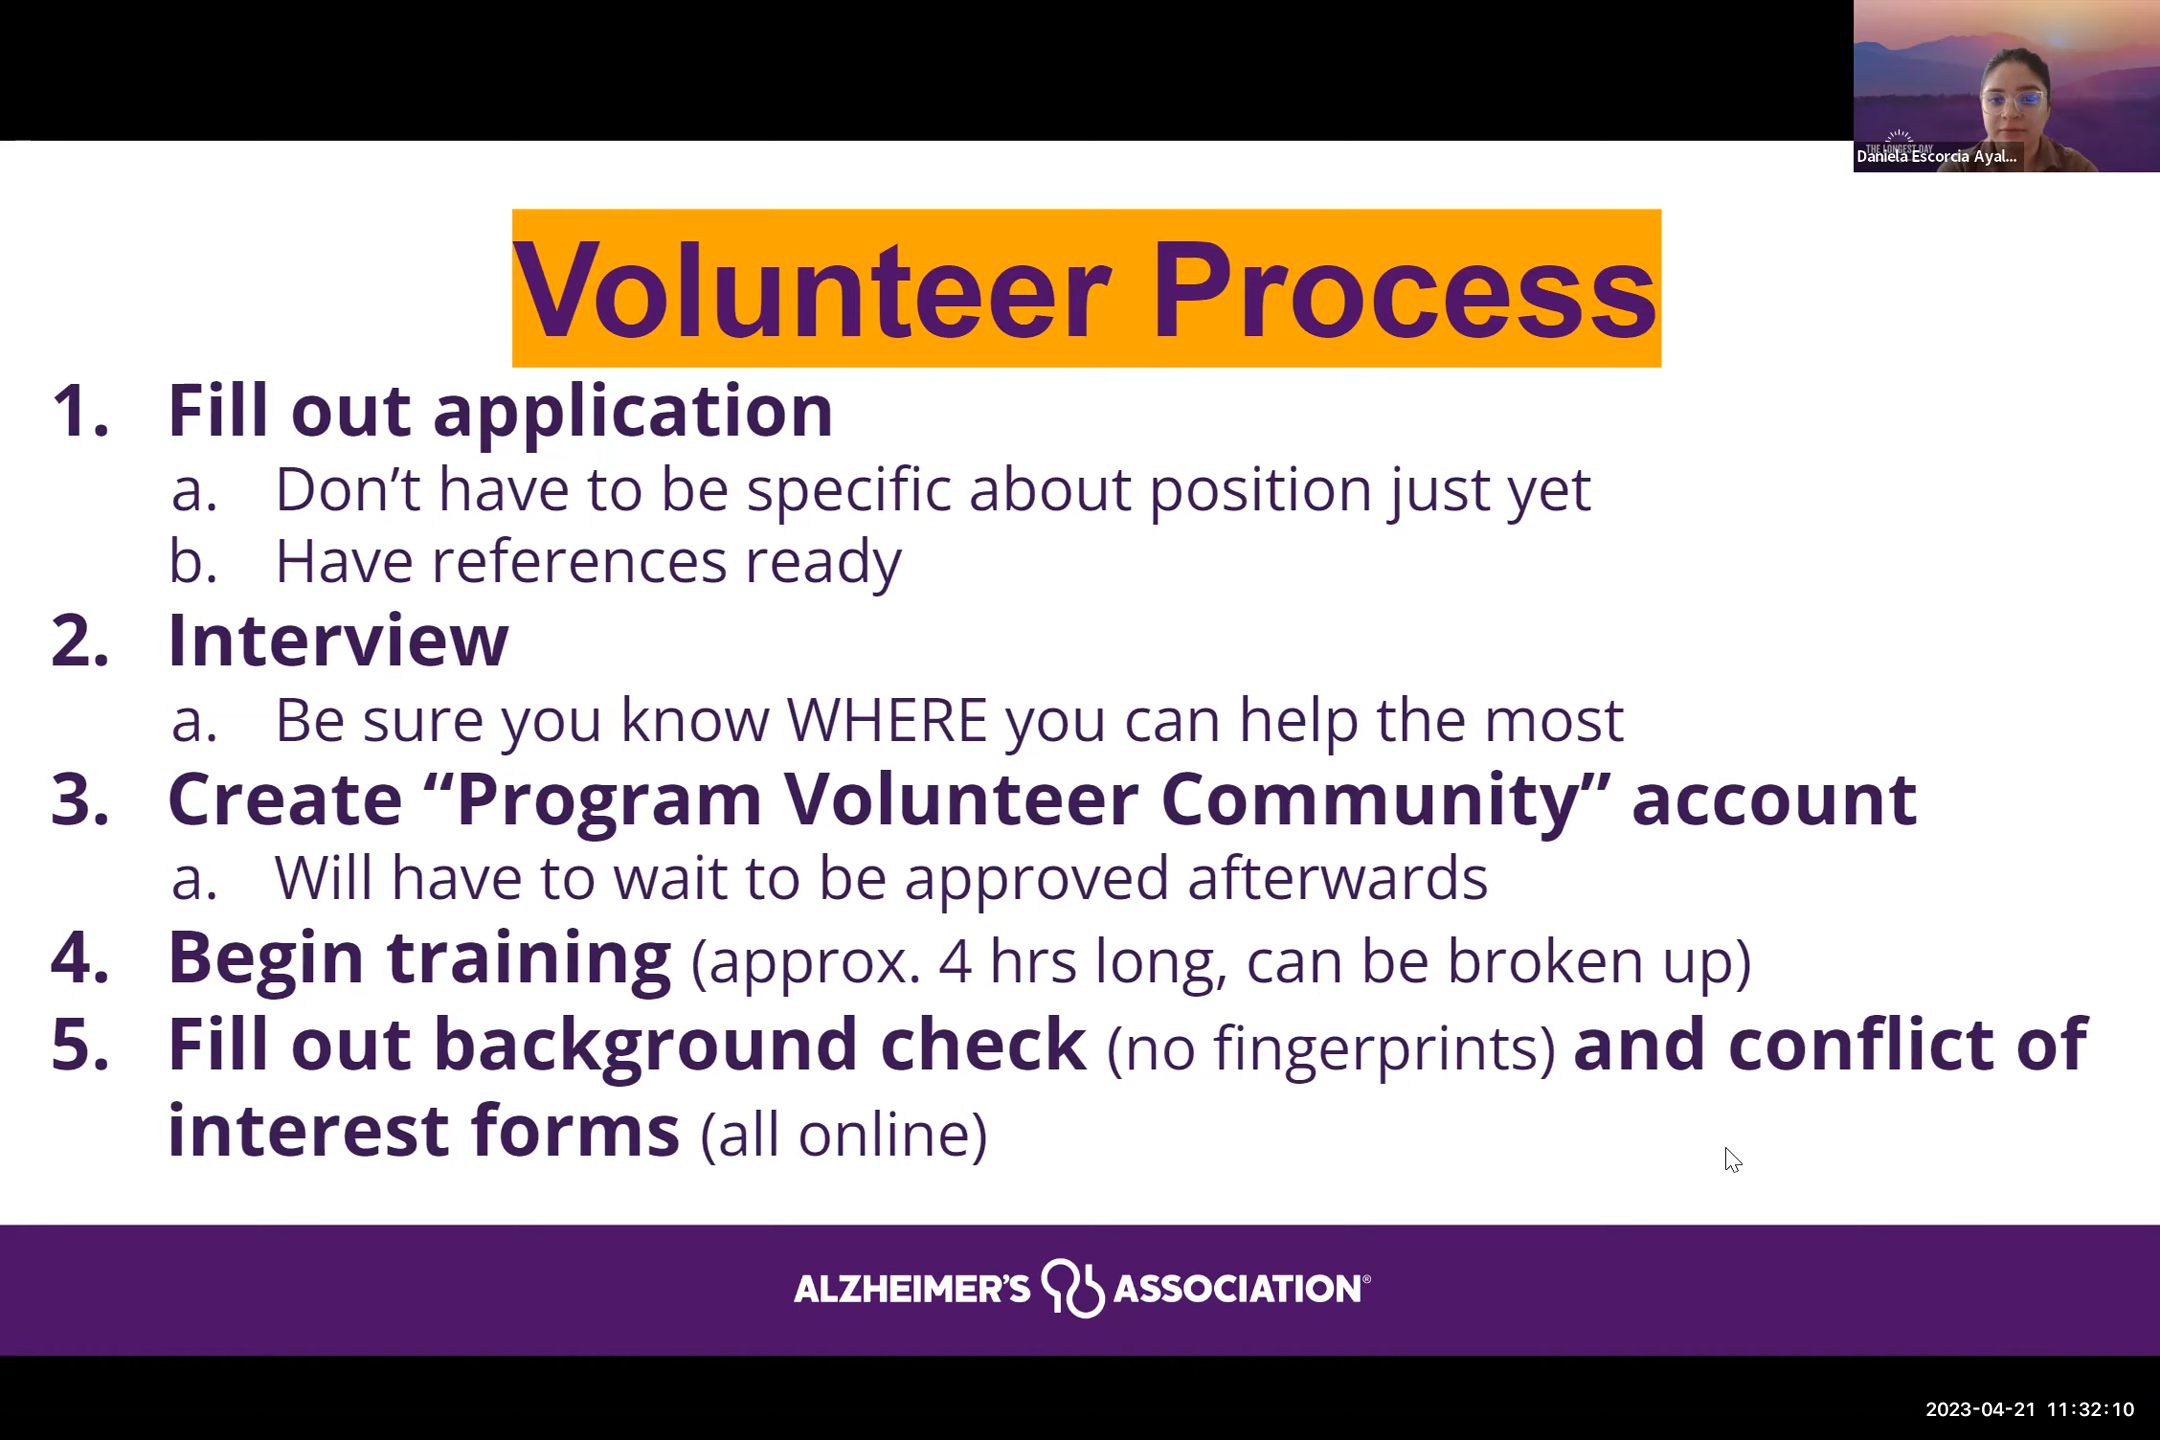 THE LONGEST DAY
Daniela Escorcia Ayal...
Volunteer Process
1. Fill out application
a. Don’t have to be specific about position just yet
b. Have references ready
2. Interview
a. Be sure you know WHERE you can help the most
3. Create “Program Volunteer Community” account
a. Will have to wait to be approved afterwards
4. Begin training (approx. 4 hrs long, can be broken up)
5. Fill out background check (no fingerprints) and conflict of
interest forms (all online)
ALZHEIMER’S ASSOCIATION®
2023-04-21 11:32:10